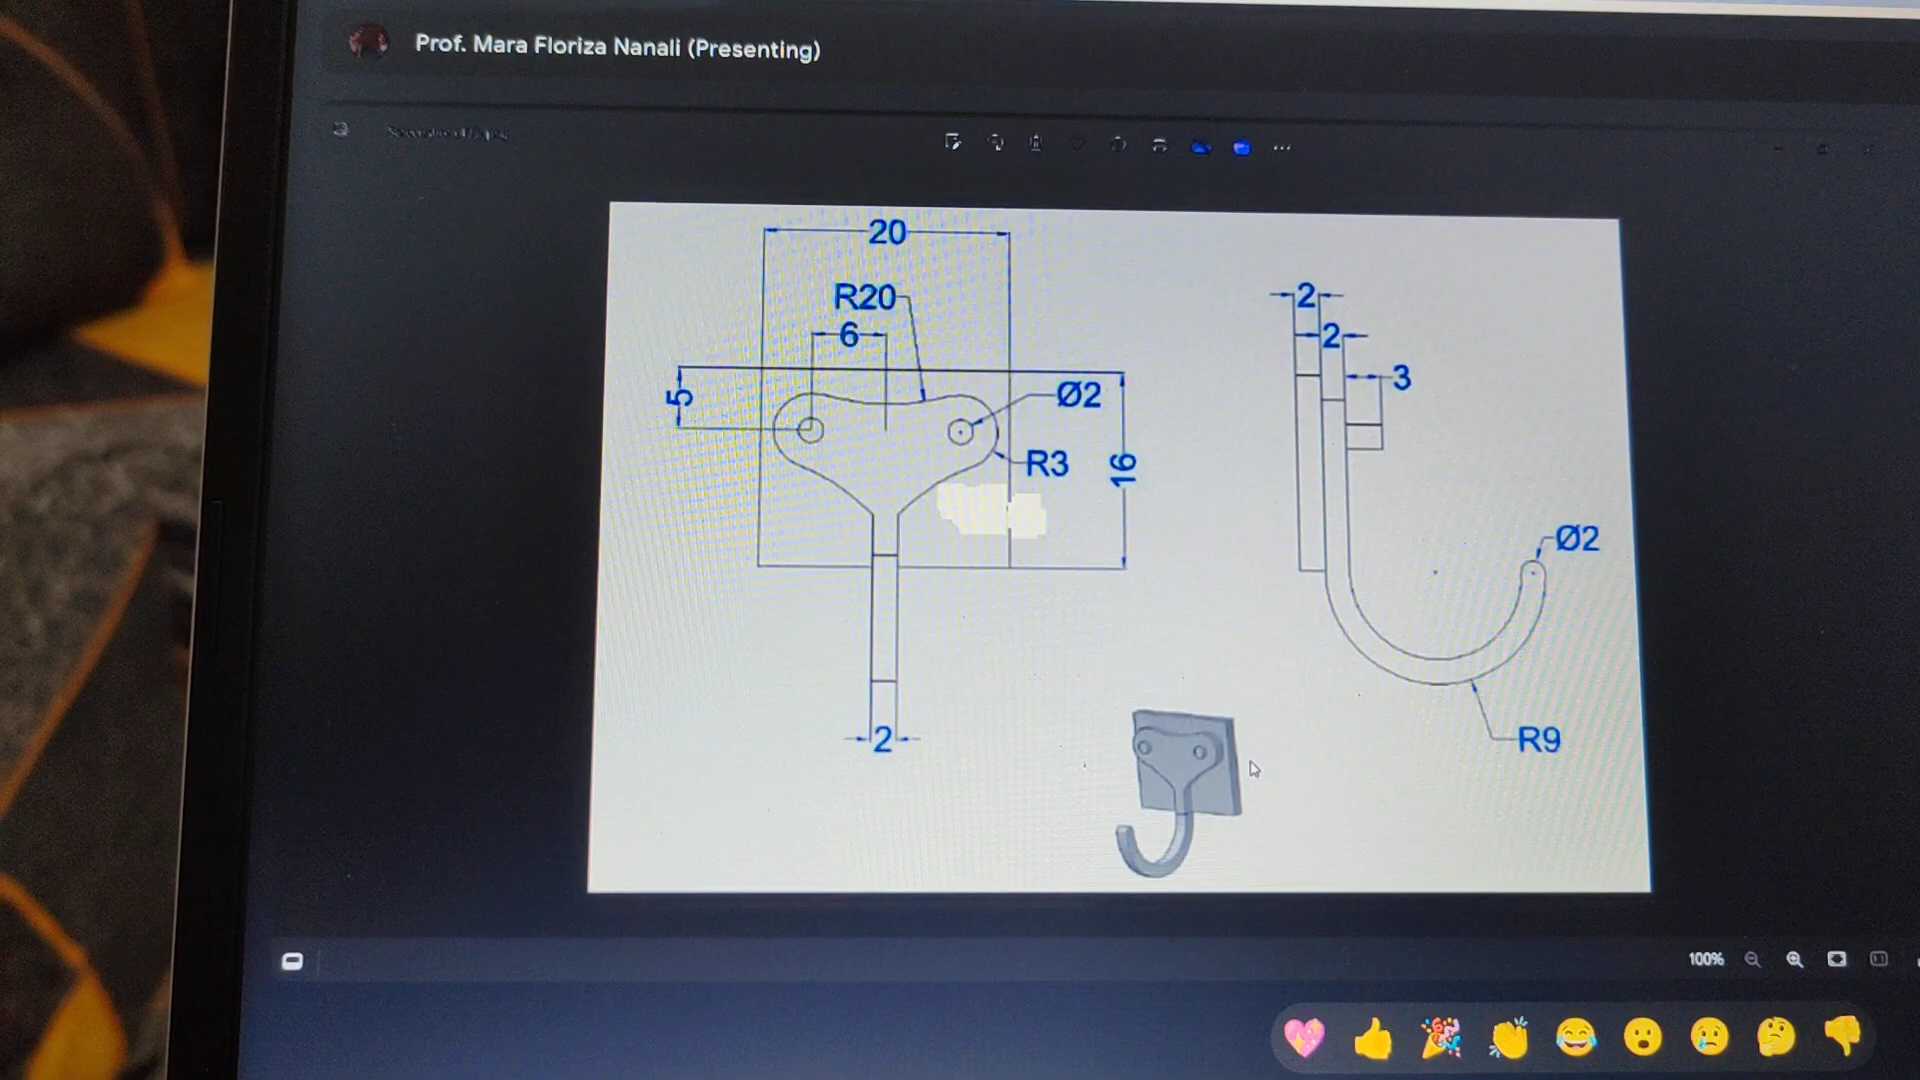 Prof. Mara Floriza Nanali (Presenting)
20
R20
6
5
Ø2
R3
16
2
2
2
3
Ø2
R9
100%